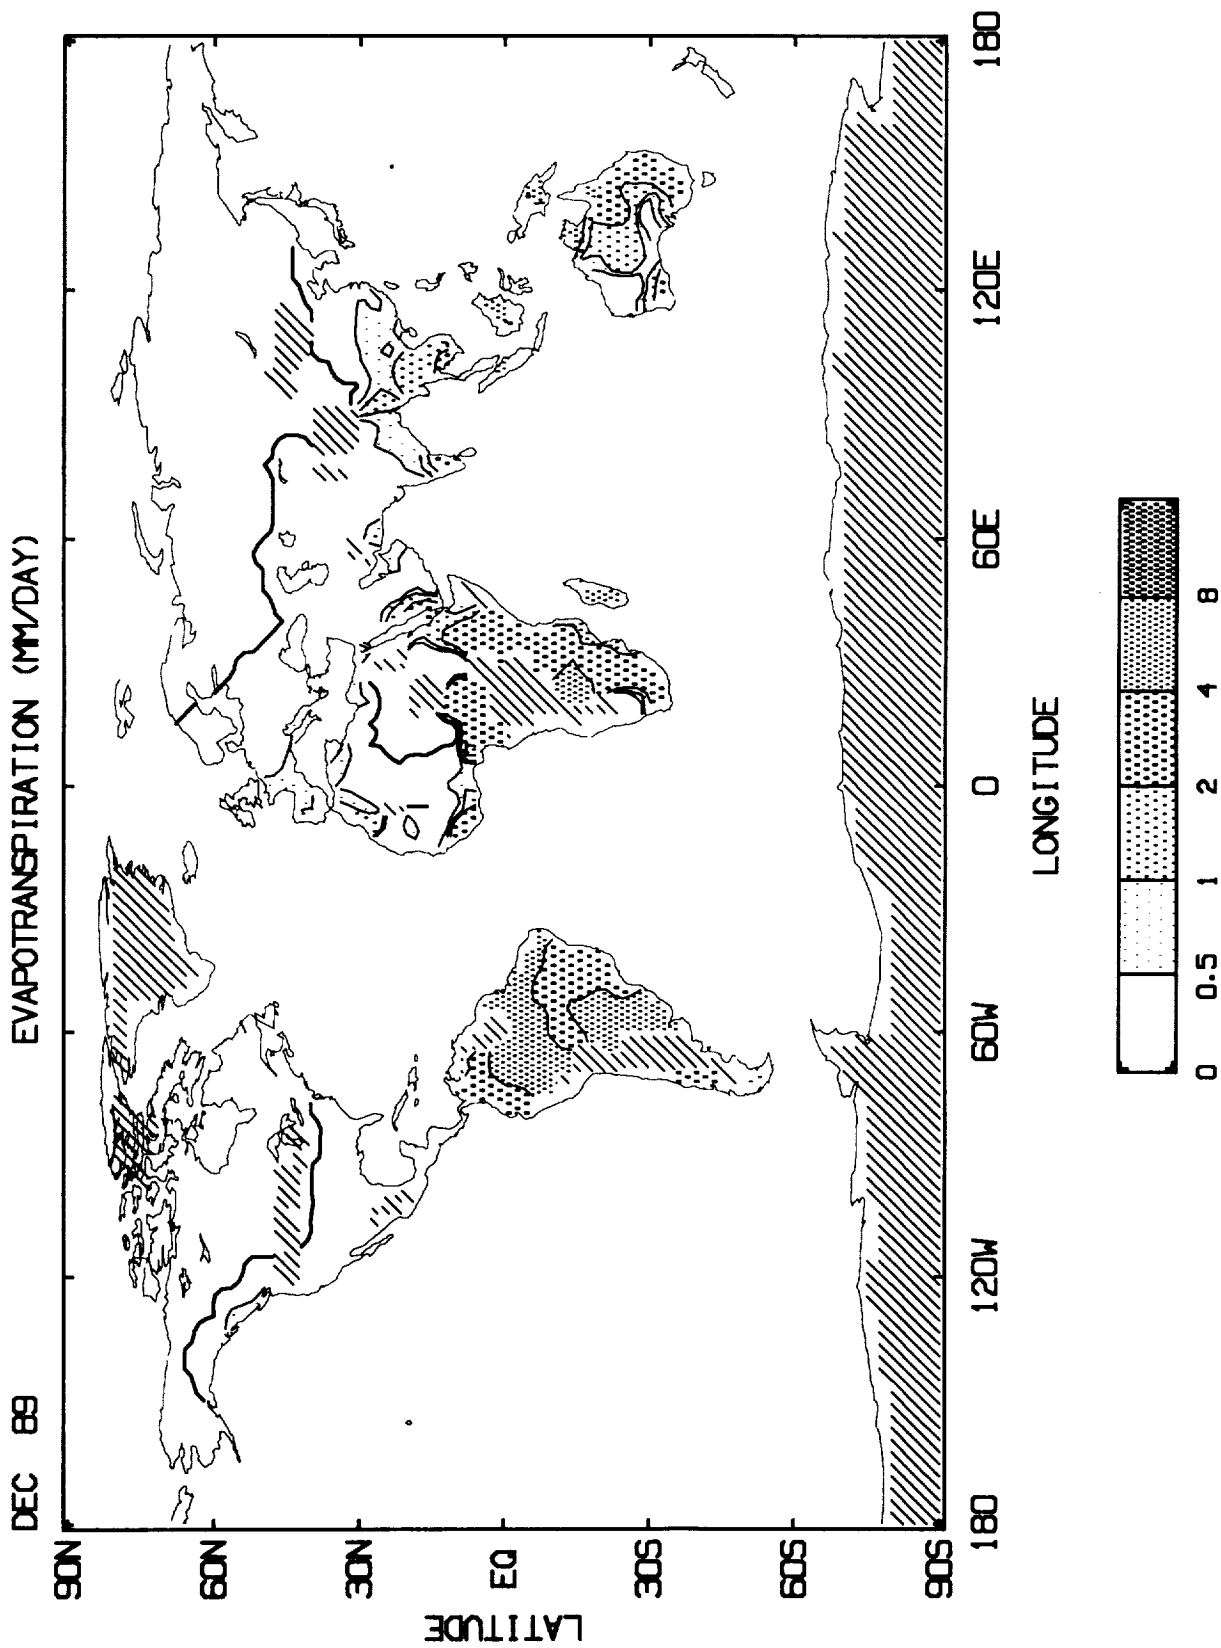 DEC 89 EVAPOTRANSPIRATION (MM/DAY)
90N
60N
30N
EQ
30S
60S
90S
LATITUDE
180 120W 60W 0 60E 120E 180
LONGITUDE
0 0.5 1 2 4 8